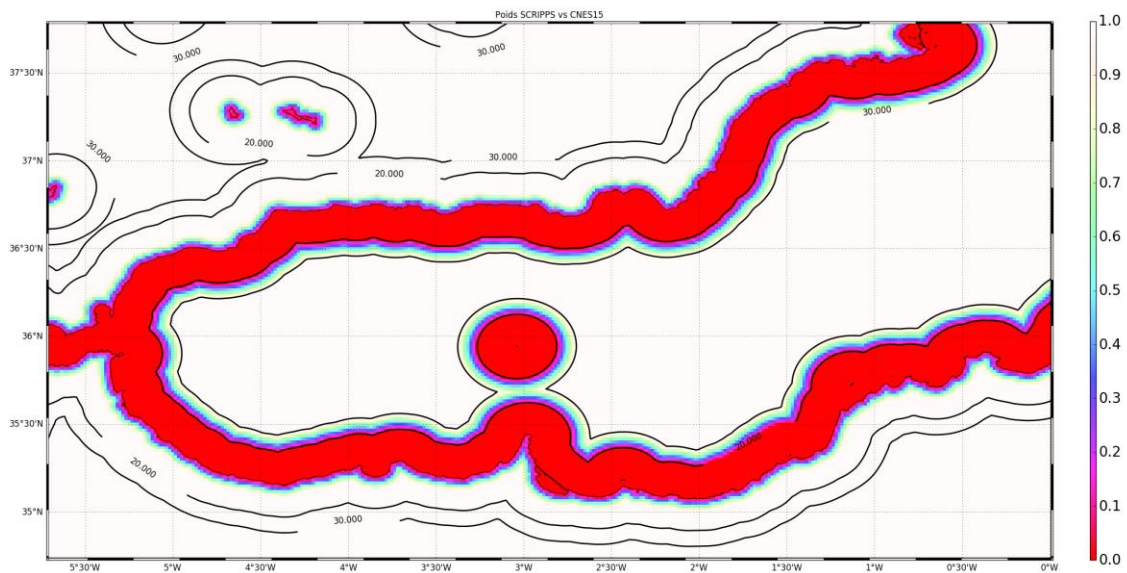 Poids SCRIPPS vs CNES15
1.0
0.9
0.8
0.7
0.6
0.5
0.4
0.3
0.2
0.1
0.0
37°30'N
37°N
36°30'N
36°N
35°30'N
35°N
30.000
30.000
20.000
30.000
20.000
30.000
30.000
20.000
30.000
20.000
5°30'W
5°W
4°30'W
4°W
3°30'W
3°W
2°30'W
2°W
1°30'W
1°W
0°30'W
0°W